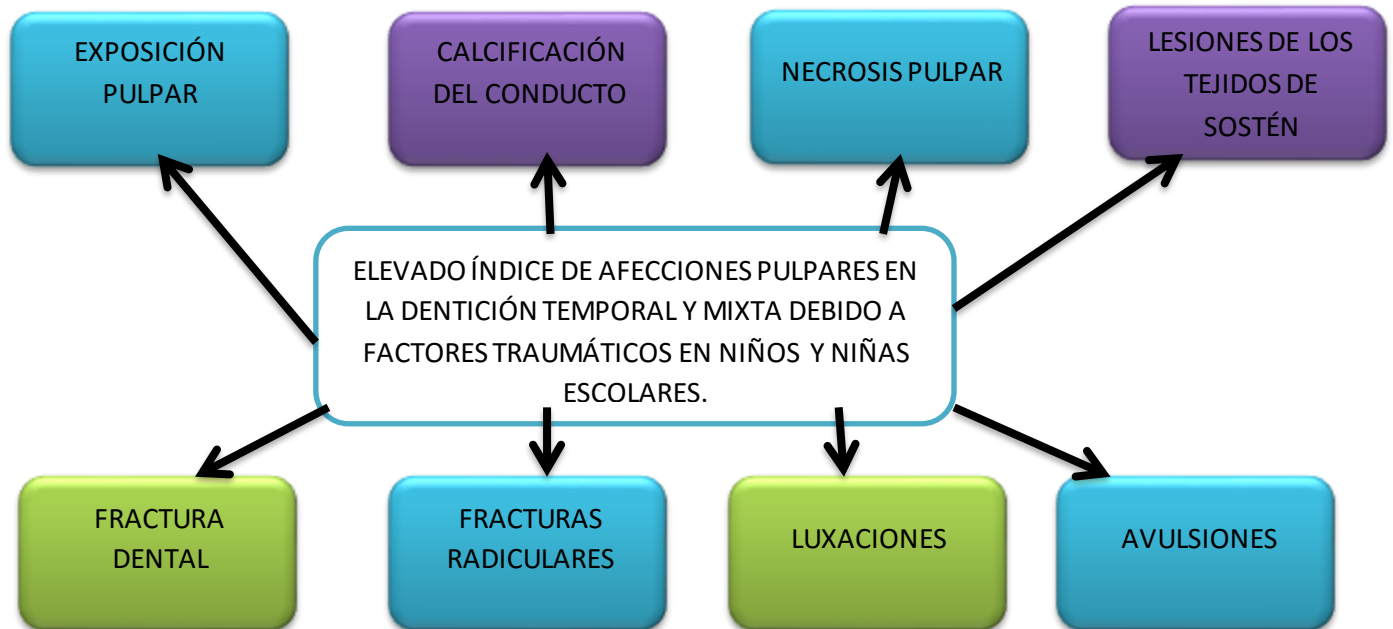 EXPOSICIÓN
PULPAR
CALCIFICACIÓN
DEL CONDUCTO
NECROSIS PULPAR
LESIONES DE LOS
TEJIDOS DE
SOSTÉN
ELEVADO ÍNDICE DE AFECCIONES PULPARES EN
LA DENTICIÓN TEMPORAL Y MIXTA DEBIDO A
FACTORES TRAUMÁTICOS EN NIÑOS Y NIÑAS
ESCOLARES.
FRACTURA
DENTAL
FRACTURAS
RADICULARES
LUXACIONES
AVULSIONES